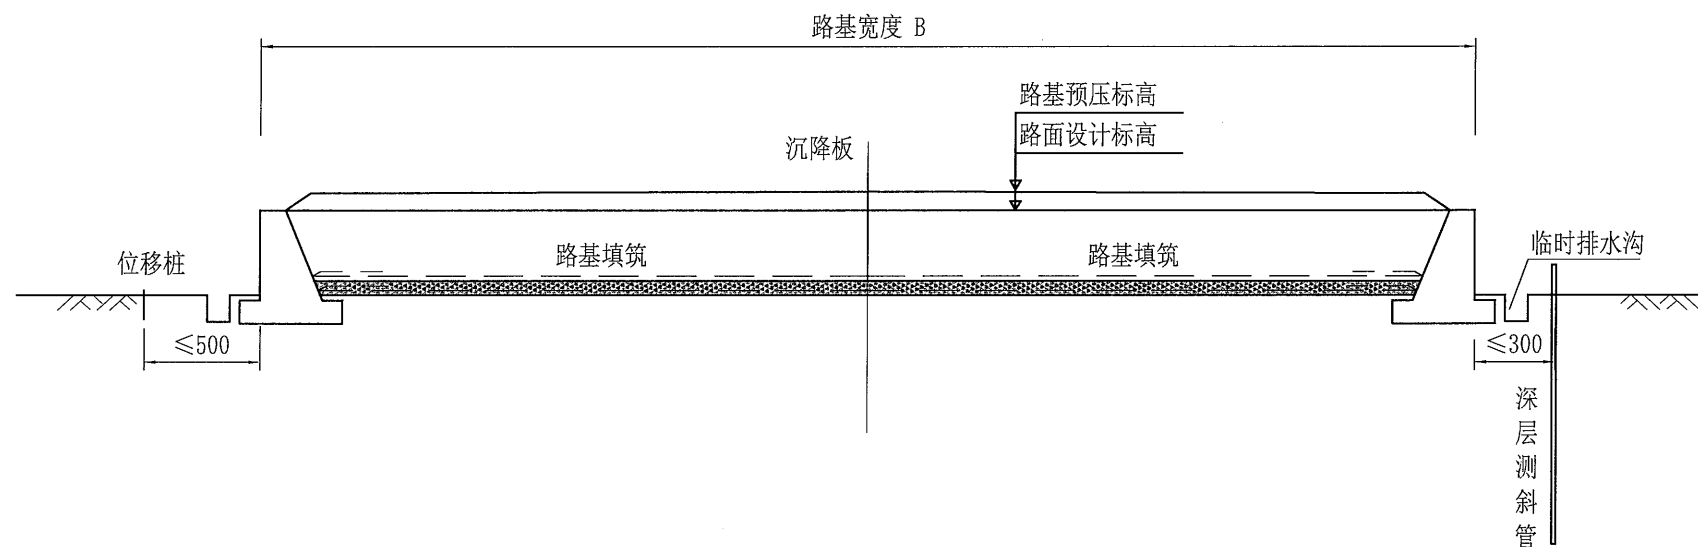 路基宽度 B
路基预压标高
路面设计标高
沉降板
路基填筑
路基填筑
位移桩
临时排水沟
≤500
≤300
深层测斜管